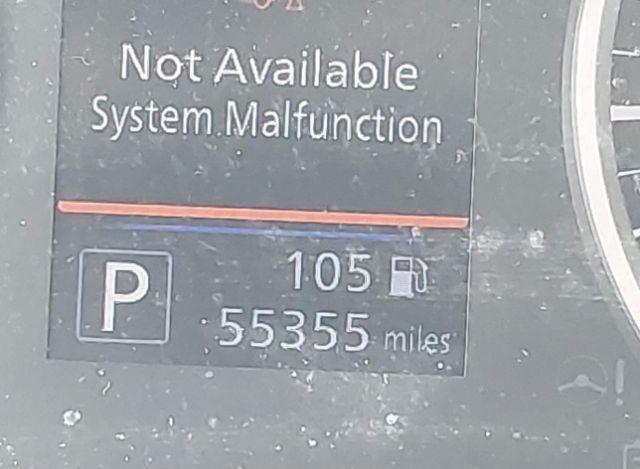 Not Available
System Malfunction
P
105
55355 miles